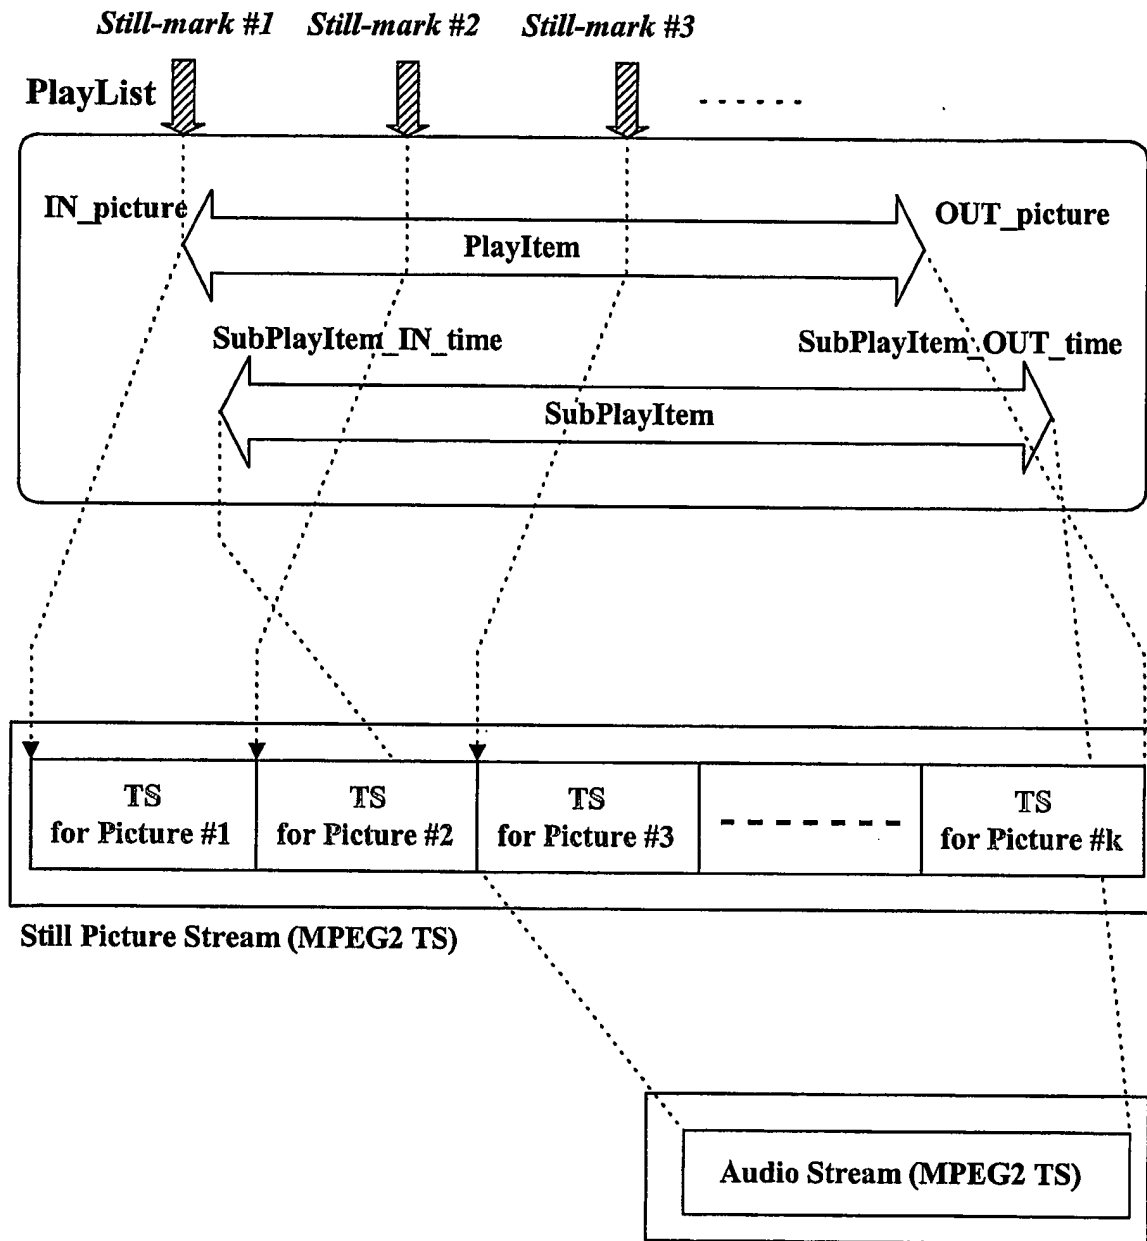 Still-mark #1 Still-mark #2 Still-mark #3
PlayList
IN_picture
OUT_picture
PlayItem
SubPlayItem_IN_time
SubPlayItem_OUT_time
SubPlayItem
TS
for Picture #1
TS
for Picture #2
TS
for Picture #3
TS
for Picture #k
Still Picture Stream (MPEG2 TS)
Audio Stream (MPEG2 TS)